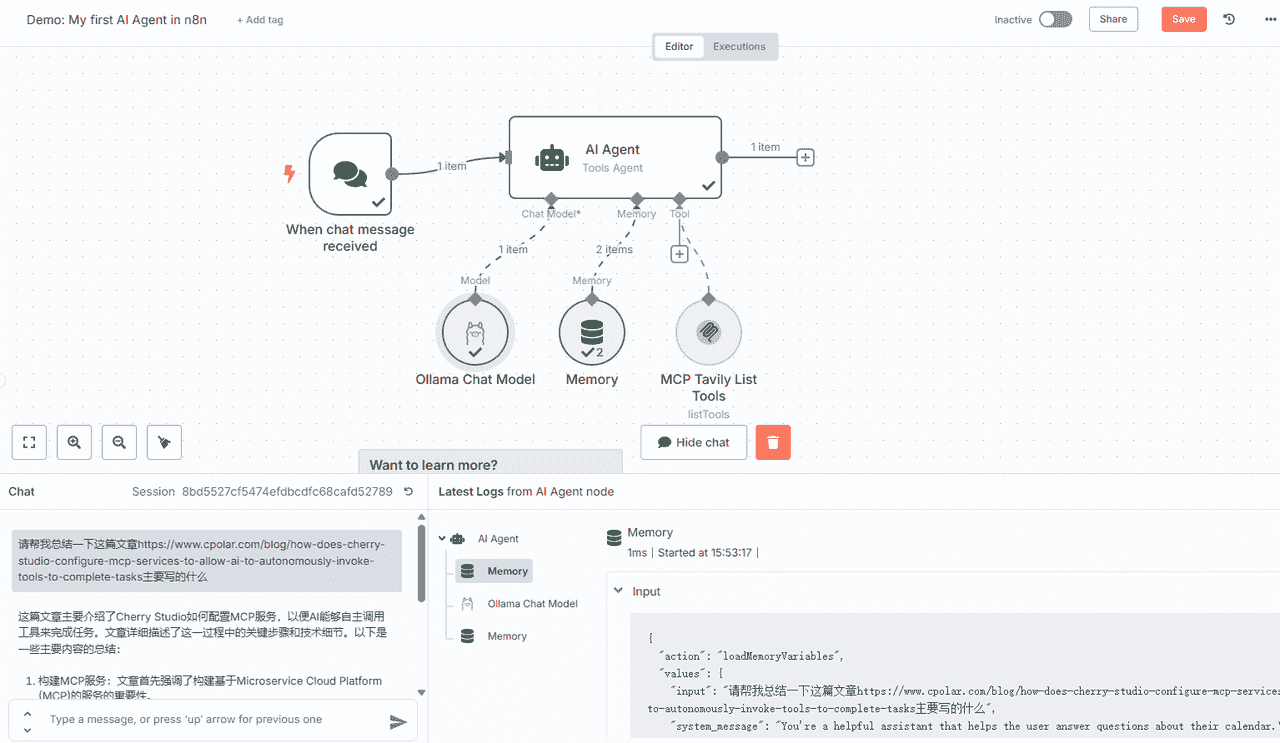 Demo: My first AI Agent in n8n
+ Add tag
Inactive
Share
Save
Editor
Executions
1 item
AI Agent
Tools Agent
1 item
When chat message
received
Chat Model*
Memory
Tool
1 item
2 items
Model
Memory
2
Ollama Chat Model
Memory
MCP Tavily List
Tools
listTools
Hide chat
Want to learn more?
Chat
Session 8bd5527cf5474efdbcdfc68cafd52789
Latest Logs from AI Agent node
请帮我总结一下这篇文章https://www.cpolar.com/blog/how-does-cherry-
studio-configure-mcp-services-to-allow-ai-to-autonomously-invoke-
tools-to-complete-tasks主要写的什么
这篇文章主要介绍了Cherry Studio如何配置MCP服务，以便AI能够自主调用
工具来完成任务。文章详细描述了这一过程中的关键步骤和技术细节。以下是
一些主要内容的总结：
1. 构建MCP服务：文章首先强调了构建基于Microservice Cloud Platform
(MCP)的服务的重要性。
Type a message, or press 'up' arrow for previous one
AI Agent
Memory
Ollama Chat Model
Memory
Memory
1ms | Started at 15:53:17 |
Input
{
"action": "loadMemoryVariables",
"values": {
"input": "请帮我总结一下这篇文章https://www.cpolar.com/blog/how-does-cherry-studio-configure-mcp-services
to-autonomously-invoke-tools-to-complete-tasks主要写的什么",
"system_message": "You're a helpful assistant that helps the user answer questions about their calendar.